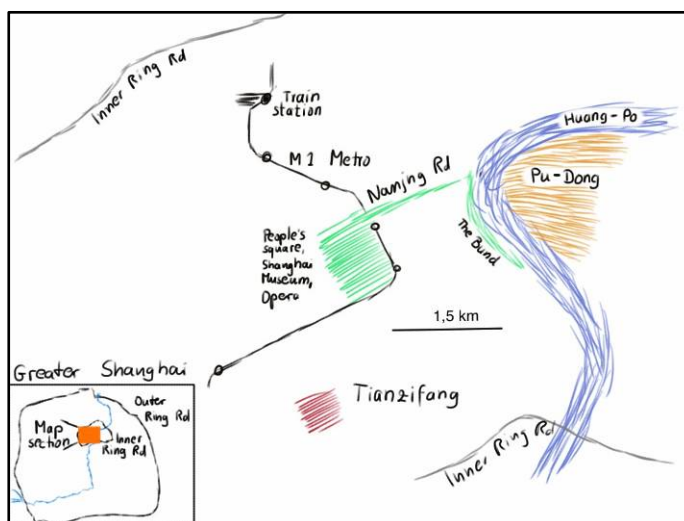 Inner Ring Rd
Train
station
M1 Metro
Nanjing Rd
Huang-Po
Pu-Dong
The Bund
People's
square,
Shanghai
Museum,
Opera
1,5 km
Tianzifang
Inner Ring Rd
Greater Shanghai
Outer
Ring Rd
Map
section
Inner
Ring Rd